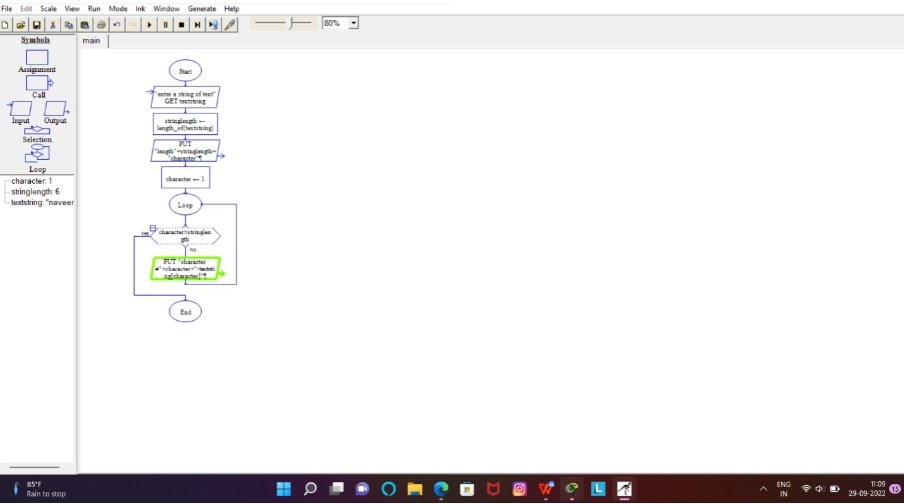 File Edit Scale View Run Mode Ink Window Generate Help
80%
Symbols
main
Assignment
Call
Input Output
Selection
Loop
character: 1
stringlength: 6
textstring: "naveer
Start
"enter a string of text"
GET textstring
stringlength ←
length_of(textstring)
PUT
"length"+stringlength+
"character"¶
character ← 1
Loop
Yes
character>stringlen
gth
No
PUT "character
="+character+"=textstri
ng[character]"¶
End
85°F
Rain to stop
ENG
IN
11:09
29-09-2022
15